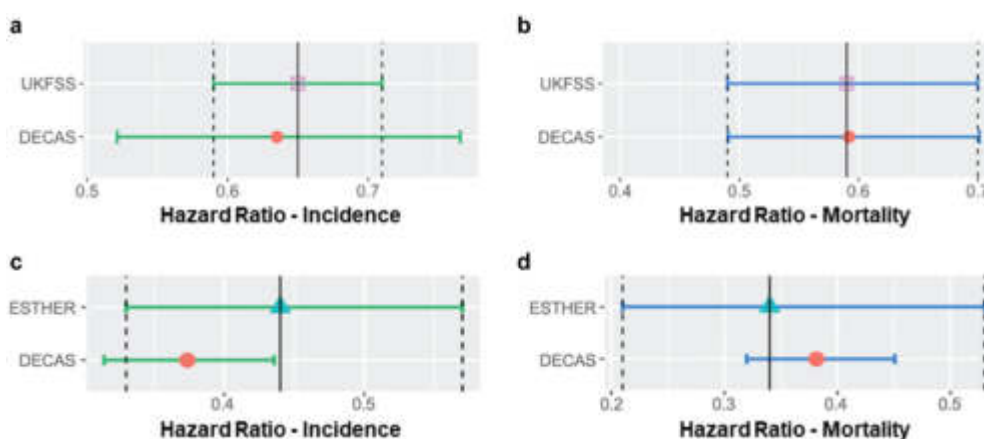 a
UKFSS
DECAS
0.5 0.6 0.7
Hazard Ratio - Incidence
b
UKFSS
DECAS
0.4 0.5 0.6 0.7
Hazard Ratio - Mortality
c
ESTHER
DECAS
0.4 0.5
Hazard Ratio - Incidence
d
ESTHER
DECAS
0.2 0.3 0.4 0.5
Hazard Ratio - Mortality